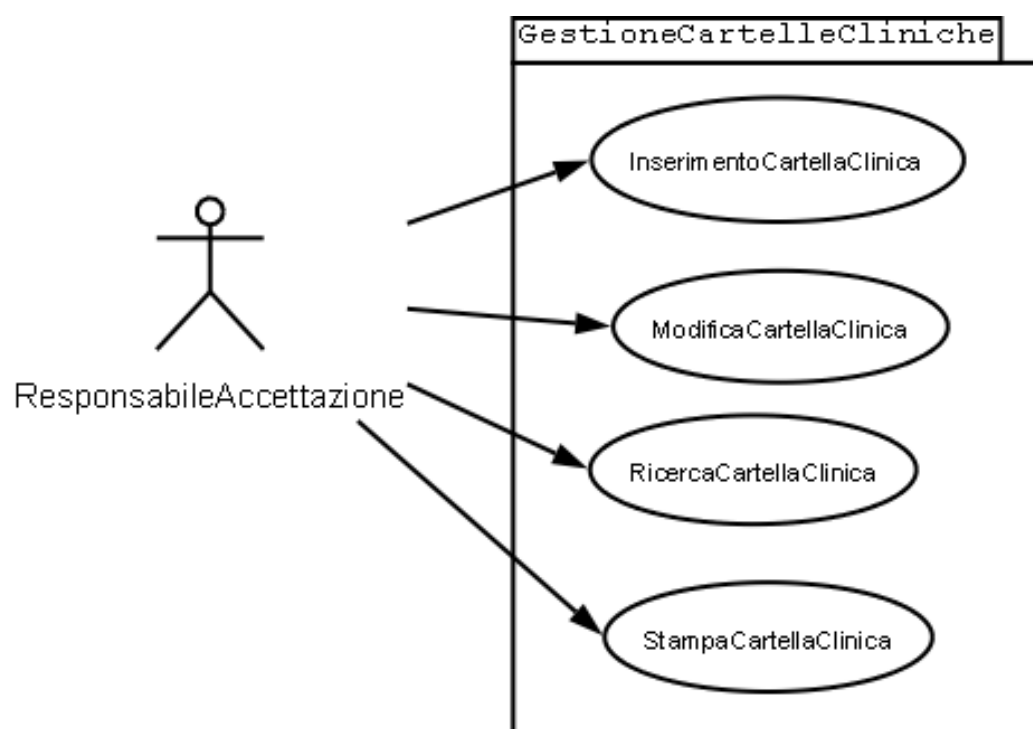 GestioneCartelleCliniche
InserimentoCartellaClinica
ModificaCartellaClinica
ResponsabileAccettazione
RicercaCartellaClinica
StampaCartellaClinica